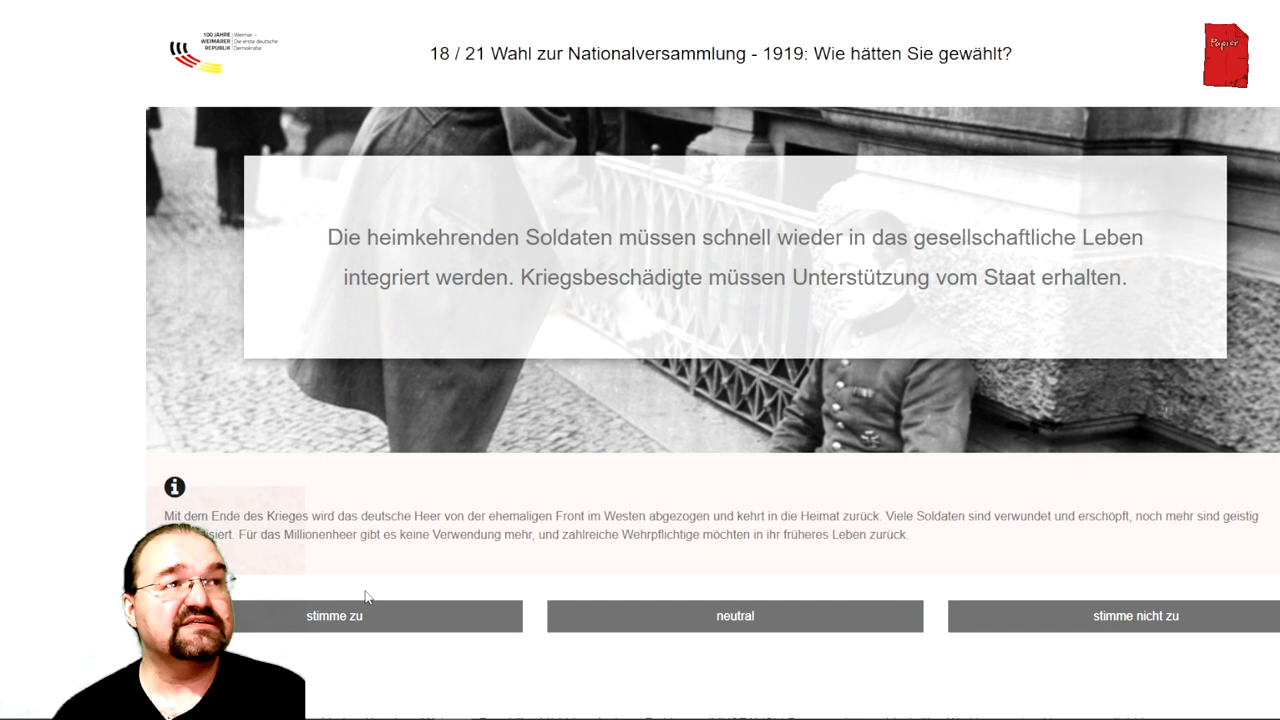 100 JAHRE
WEIMARER
REPUBLIK
Weimar –
Die erste deutsche
Demokratie
18 / 21 Wahl zur Nationalversammlung - 1919: Wie hätten Sie gewählt?
Papier
Die heimkehrenden Soldaten müssen schnell wieder in das gesellschaftliche Leben
integriert werden. Kriegsbeschädigte müssen Unterstützung vom Staat erhalten.
Mit dem Ende des Krieges wird das deutsche Heer von der ehemaligen Front im Westen abgezogen und kehrt in die Heimat zurück. Viele Soldaten sind verwundet und erschöpft, noch mehr sind geistig
Für das Millionenheer gibt es keine Verwendung mehr, und zahlreiche Wehrpflichtige möchten in ihr früheres Leben zurück.
stimme zu
neutral
stimme nicht zu